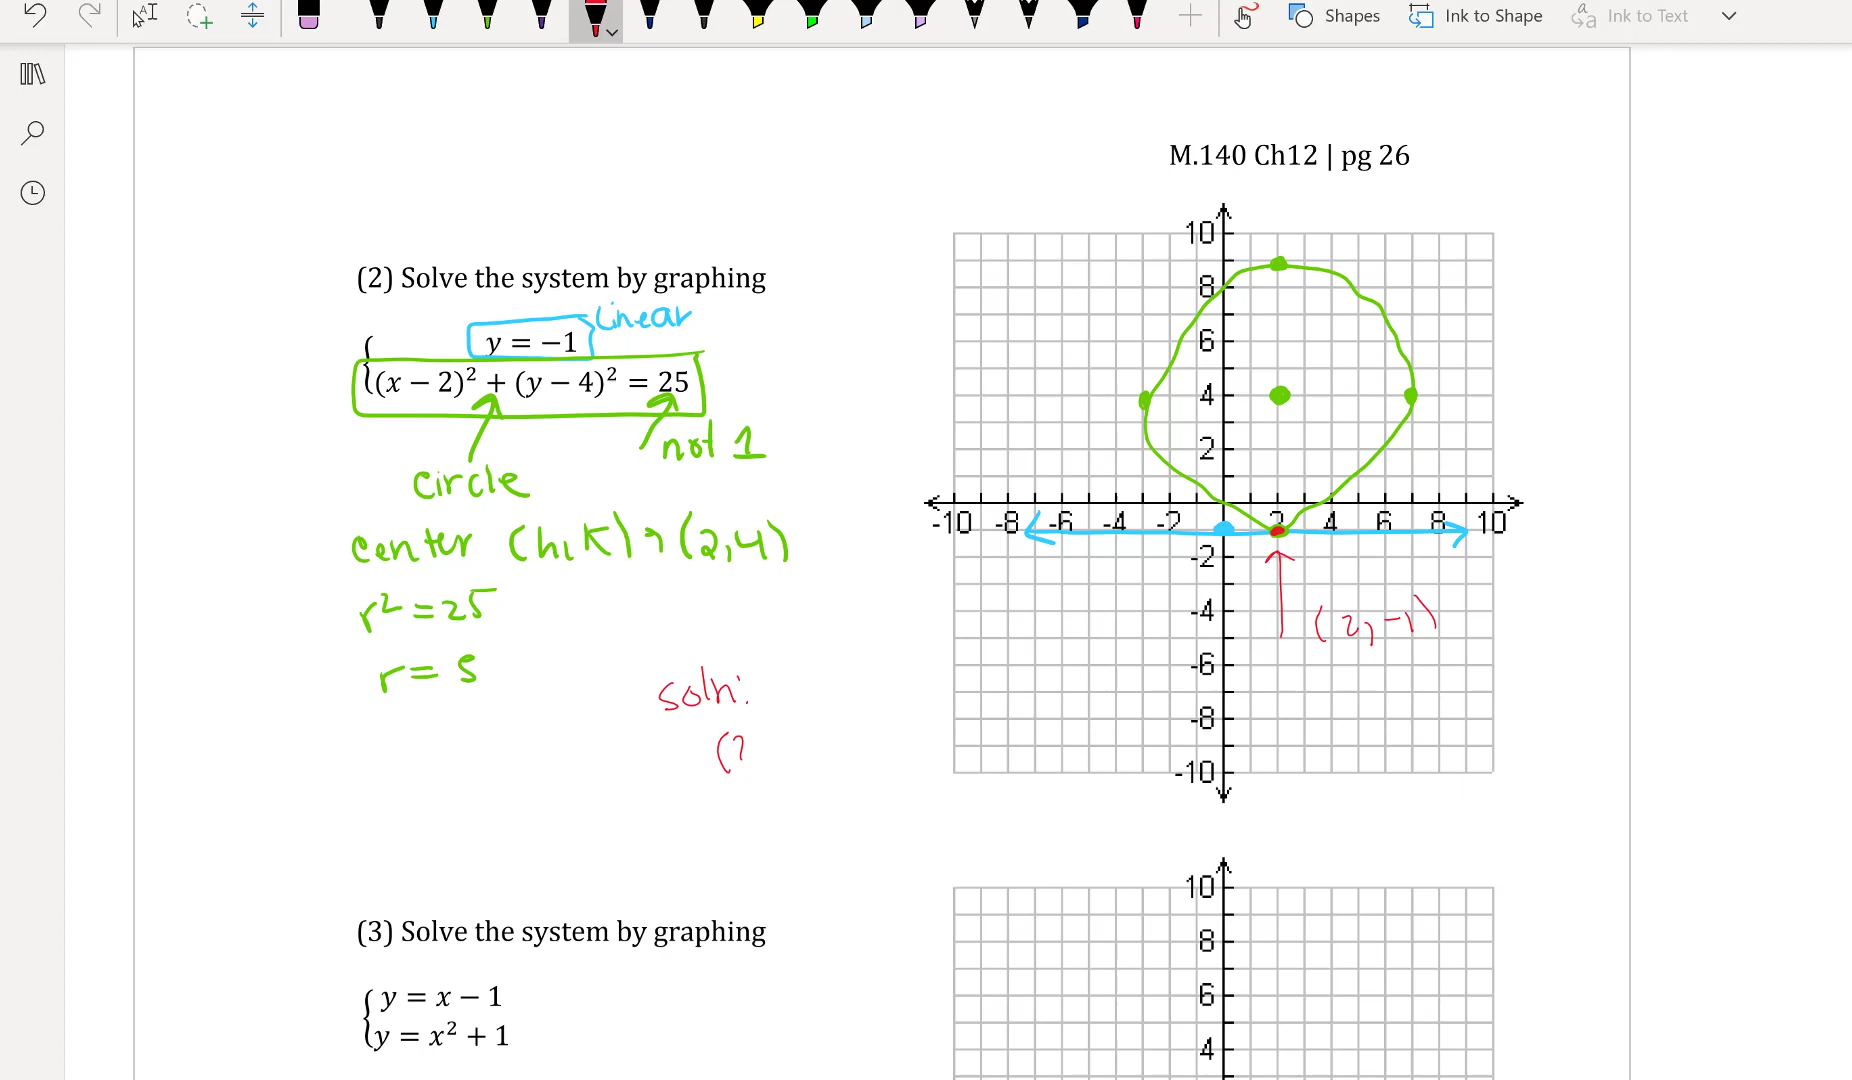 Shapes Ink to Shape Ink to Text
M.140 Ch12 | pg 26
(2) Solve the system by graphing
Linear
y = −1
(x − 2)² + (y − 4)² = 25
not 1
circle
center (h,k) → (2,4)
r² = 25
r = 5
soln:
(2
10
8
6
4
2
-10 -8 -6 -4 -2 2 4 6 8 10
-2
-4
(2,-1)
-6
-8
-10
(3) Solve the system by graphing
y = x − 1
y = x² + 1
10
8
6
4